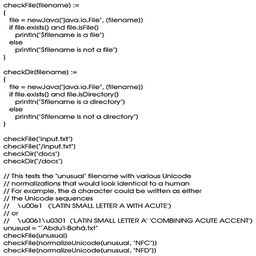 checkFile[filename] :=
{
file = newJava["java.io.File", [filename]]
if file.exists[] and file.isFile[]
println["$filename is a file"]
else
println["$filename is not a file"]
}
checkDir[filename] :=
{
file = newJava["java.io.File", [filename]]
if file.exists[] and file.isDirectory[]
println["$filename is a directory"]
else
println["$filename is not a directory"]
}
checkFile["input.txt"]
checkFile["/input.txt"]
checkDir["docs"]
checkDir["/docs"]
// This tests the "unusual" filename with various Unicode
// normalizations that would look identical to a human
// For example, the á character could be written as either
// the Unicode sequences
// \u00e1 ('LATIN SMALL LETTER A WITH ACUTE')
// or
// \u0061\u0301 ('LATIN SMALL LETTER A' 'COMBINING ACUTE ACCENT')
unusual = "`Abdu'l-Bahá.txt"
checkFile[unusual]
checkFile[normalizeUnicode[unusual, "NFC"]]
checkFile[normalizeUnicode[unusual, "NFD"]]